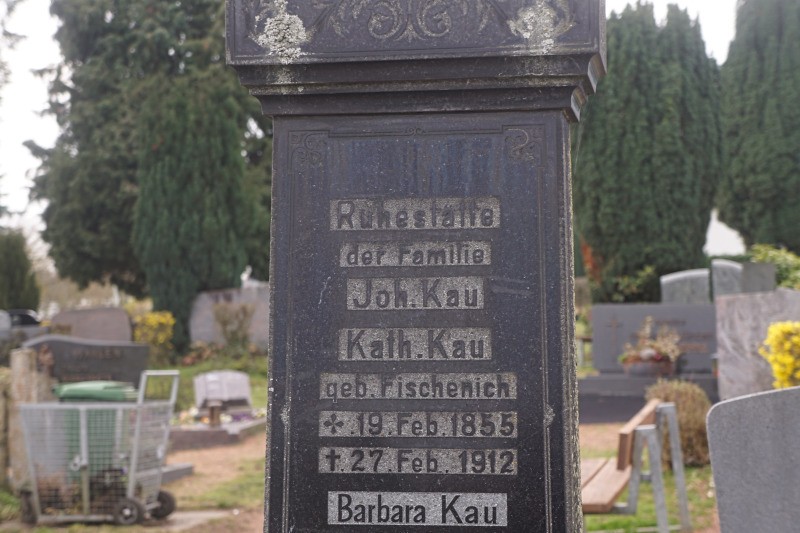 Ruhestätte
der Familie
Joh. Kau
Kath. Kau
geb. Fischenich
✻ 19. Feb. 1855
✝ 27. Feb. 1912
Barbara Kau